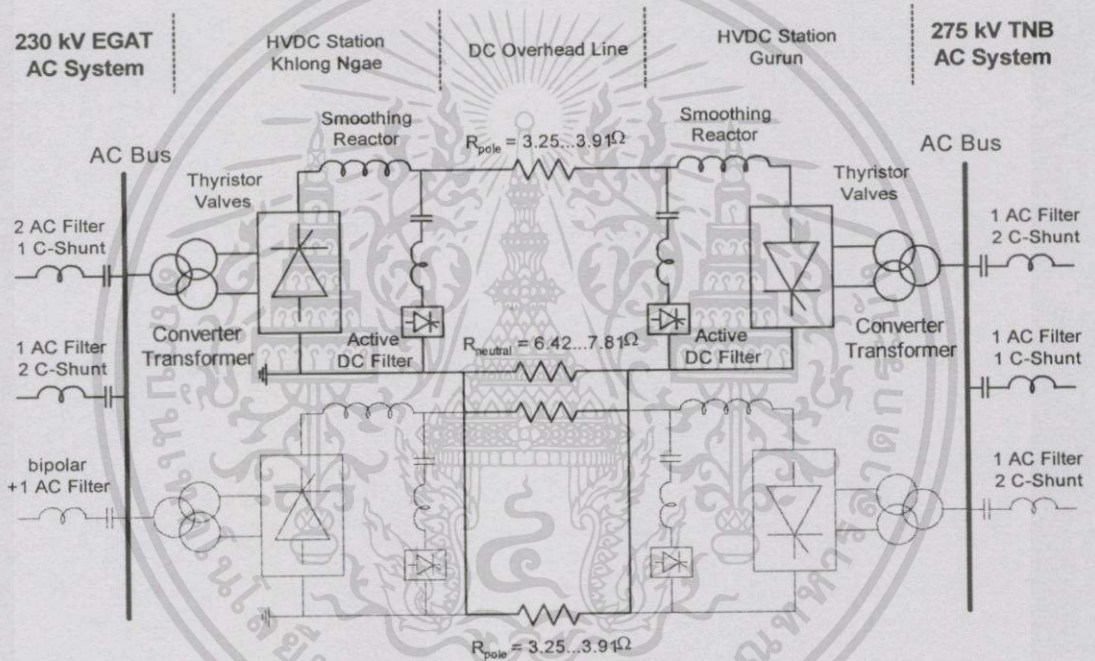 230 kV EGAT
AC System
HVDC Station
Khlong Ngae
DC Overhead Line
HVDC Station
Gurun
275 kV TNB
AC System
AC Bus
Smoothing
Reactor
R_pole = 3.25...3.91Ω
Smoothing
Reactor
AC Bus
Thyristor
Valves
Thyristor
Valves
2 AC Filter
1 C-Shunt
1 AC Filter
2 C-Shunt
Converter
Transformer
Active
DC Filter
R_neutral = 6.42...7.81Ω
Active
DC Filter
Converter
Transformer
1 AC Filter
2 C-Shunt
1 AC Filter
1 C-Shunt
bipolar
+1 AC Filter
1 AC Filter
2 C-Shunt
R_pole = 3.25...3.91Ω